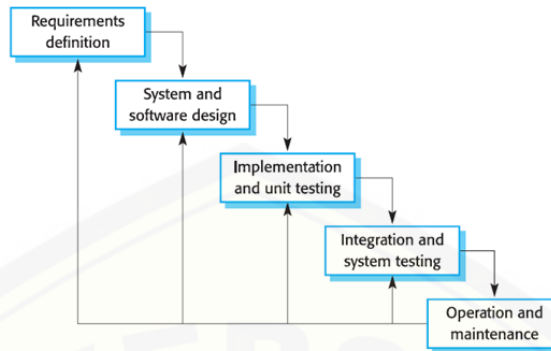 Requirements
definition
System and
software design
Implementation
and unit testing
Integration and
system testing
Operation and
maintenance